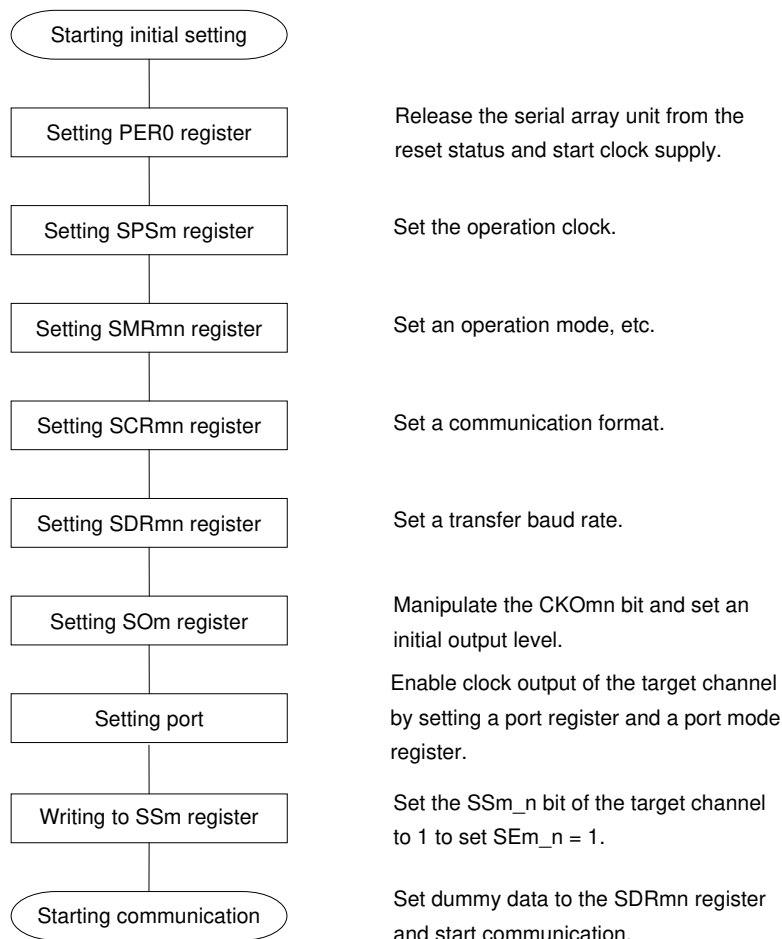 Starting initial setting
Setting PER0 register
Release the serial array unit from the
reset status and start clock supply.
Setting SPSm register
Set the operation clock.
Setting SMRmn register
Set an operation mode, etc.
Setting SCRmn register
Set a communication format.
Setting SDRmn register
Set a transfer baud rate.
Setting SOm register
Manipulate the CKOmn bit and set an
initial output level.
Setting port
Enable clock output of the target channel
by setting a port register and a port mode
register.
Writing to SSm register
Set the SSm_n bit of the target channel
to 1 to set SEm_n = 1.
Starting communication
Set dummy data to the SDRmn register
and start communication.